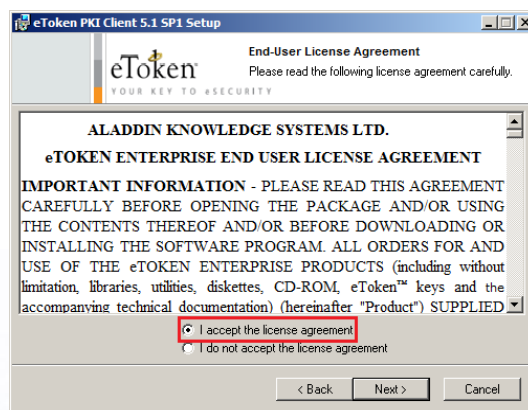 eToken PKI Client 5.1 SP1 Setup
eToken
YOUR KEY TO eSECURITY
End-User License Agreement
Please read the following license agreement carefully.
ALADDIN KNOWLEDGE SYSTEMS LTD.
eTOKEN ENTERPRISE END USER LICENSE AGREEMENT
IMPORTANT INFORMATION - PLEASE READ THIS AGREEMENT
CAREFULLY BEFORE OPENING THE PACKAGE AND/OR USING
THE CONTENTS THEREOF AND/OR BEFORE DOWNLOADING OR
INSTALLING THE SOFTWARE PROGRAM. ALL ORDERS FOR AND
USE OF THE eTOKEN ENTERPRISE PRODUCTS (including without
limitation, libraries, utilities, diskettes, CD-ROM, eToken™ keys and the
accompanying technical documentation) (hereinafter "Product") SUPPLIED
I accept the license agreement
I do not accept the license agreement
< Back
Next >
Cancel